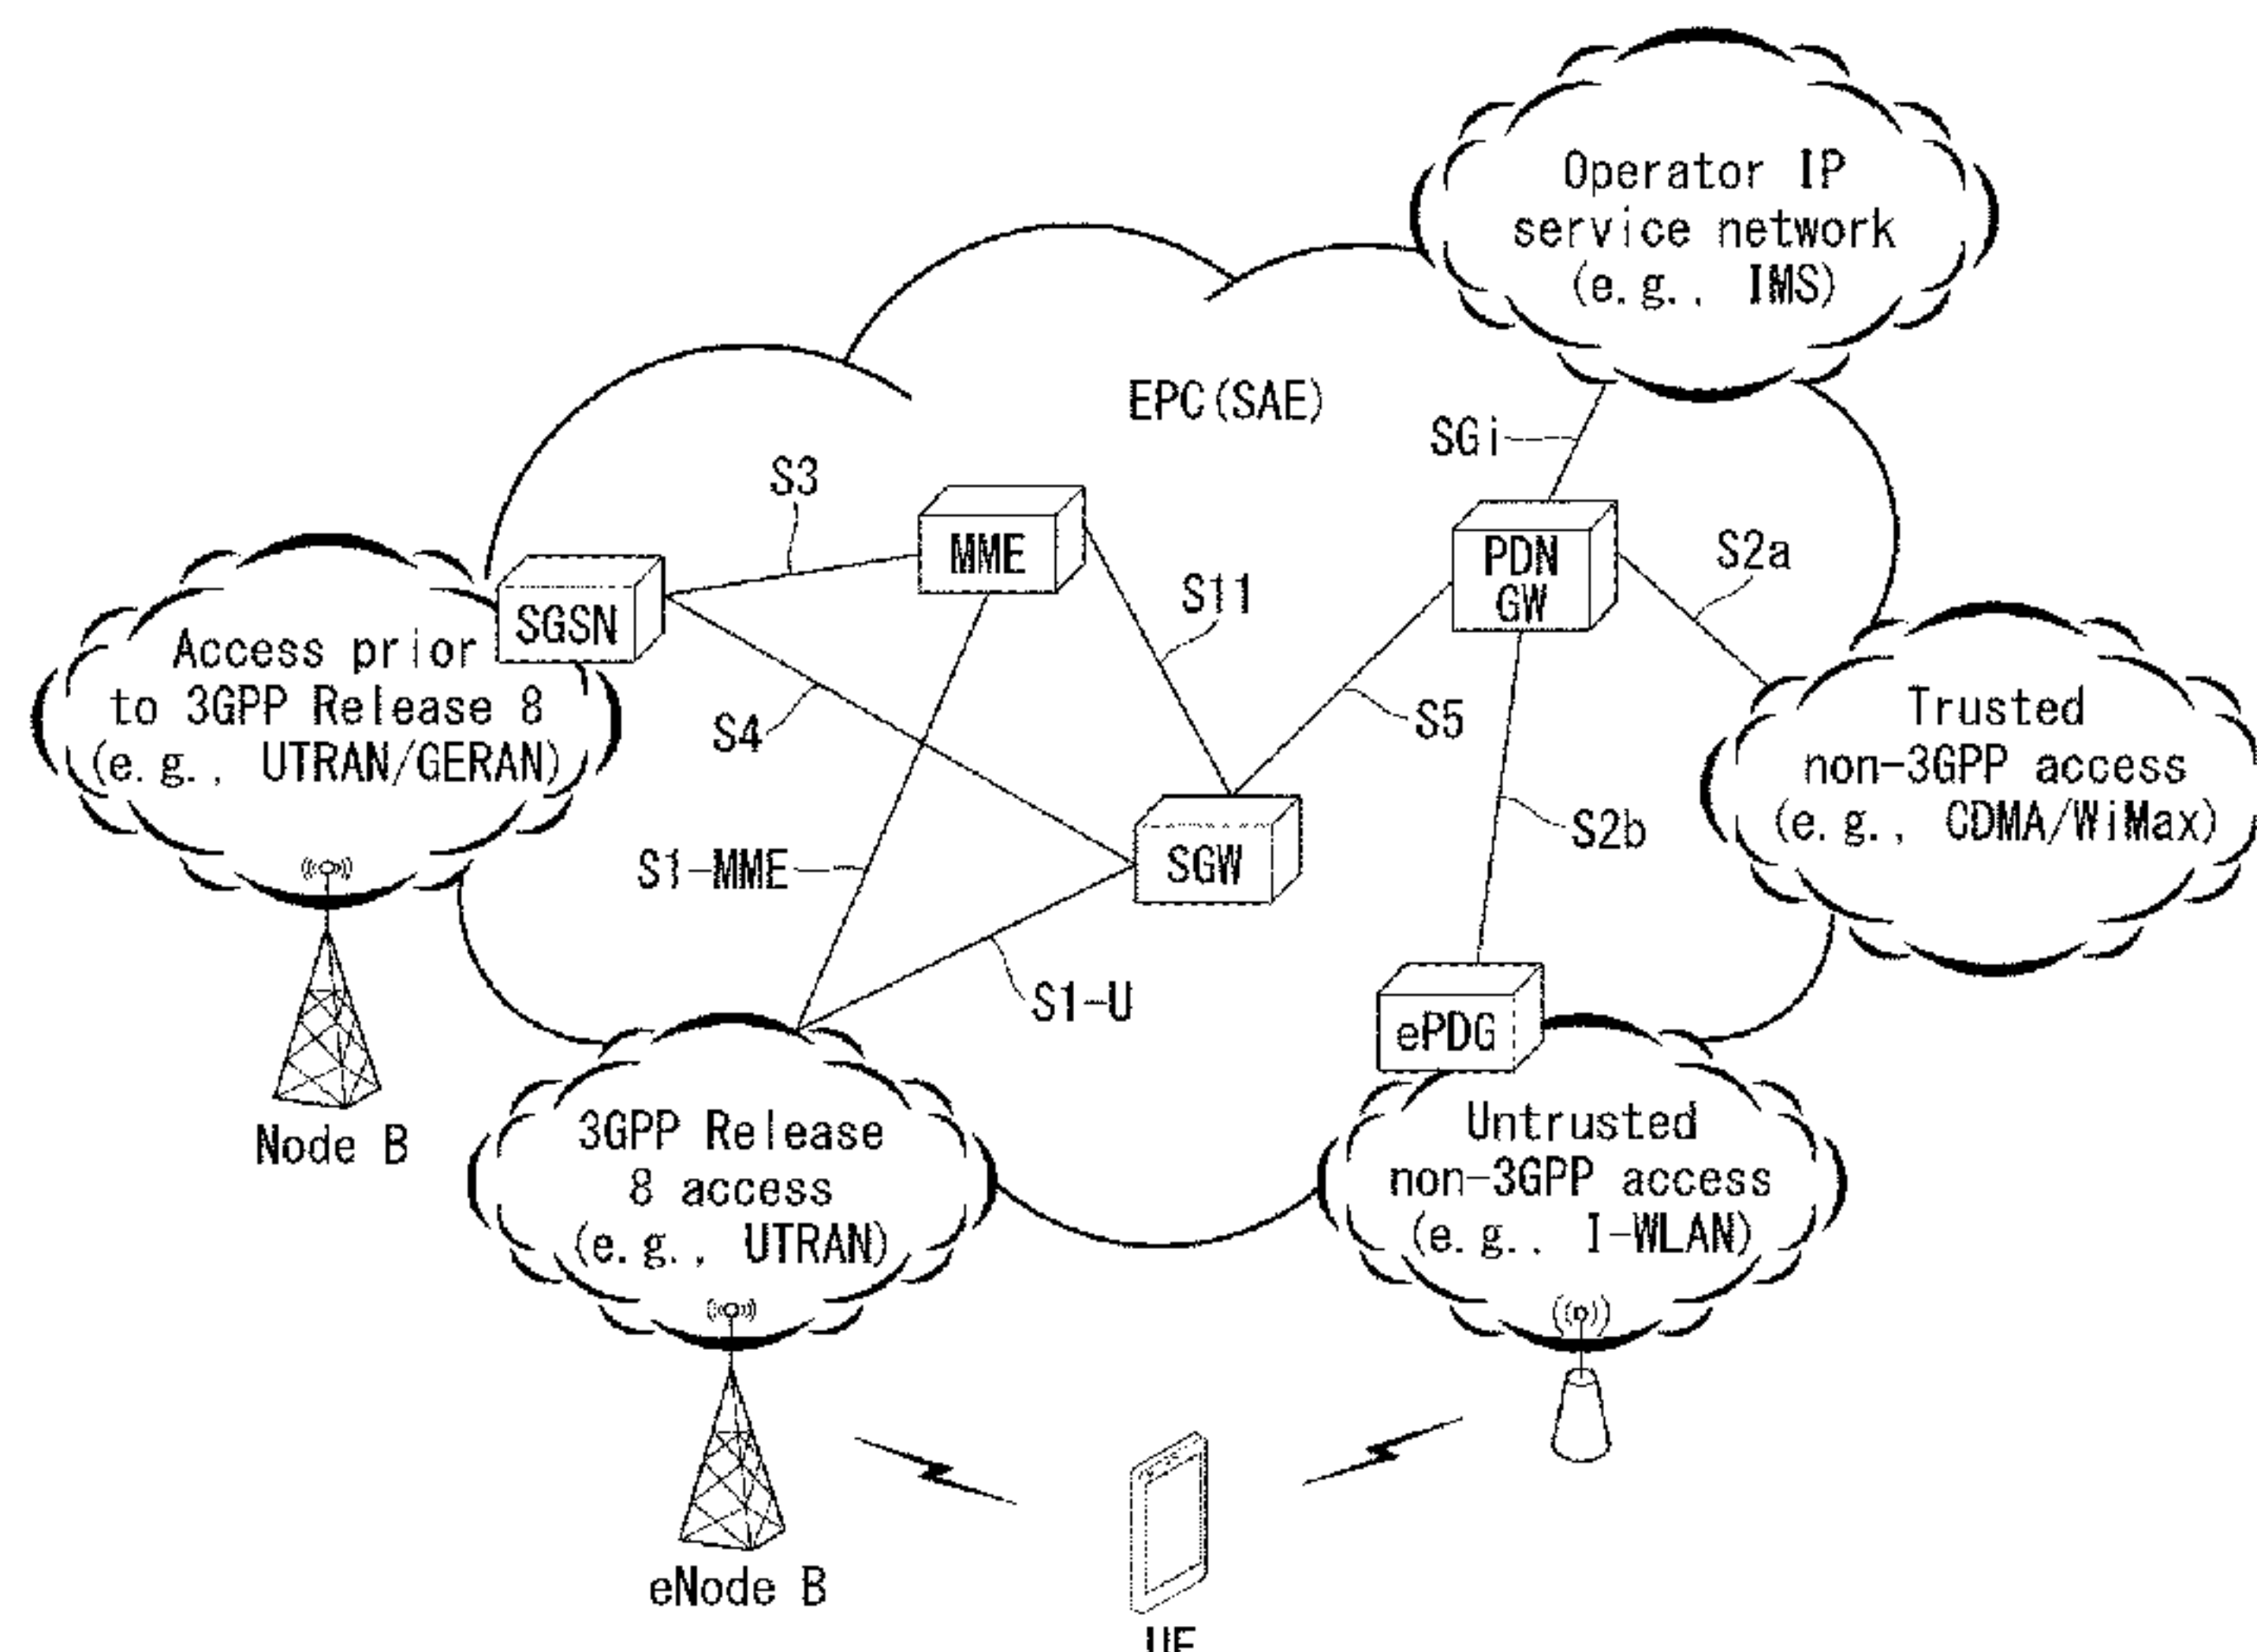 Operator IP
service network
(e.g., IMS)
EPC(SAE)
SGi
S3
MME
PDN
GW
S2a
SGSN
S11
Access prior
to 3GPP Release 8
(e.g., UTRAN/GERAN)
S4
S5
Trusted
non-3GPP access
(e.g., CDMA/WiMax)
S1-MME
SGW
S2b
S1-U
ePDG
Node B
3GPP Release
8 access
(e.g., UTRAN)
Untrusted
non-3GPP access
(e.g., I-WLAN)
eNode B
UE